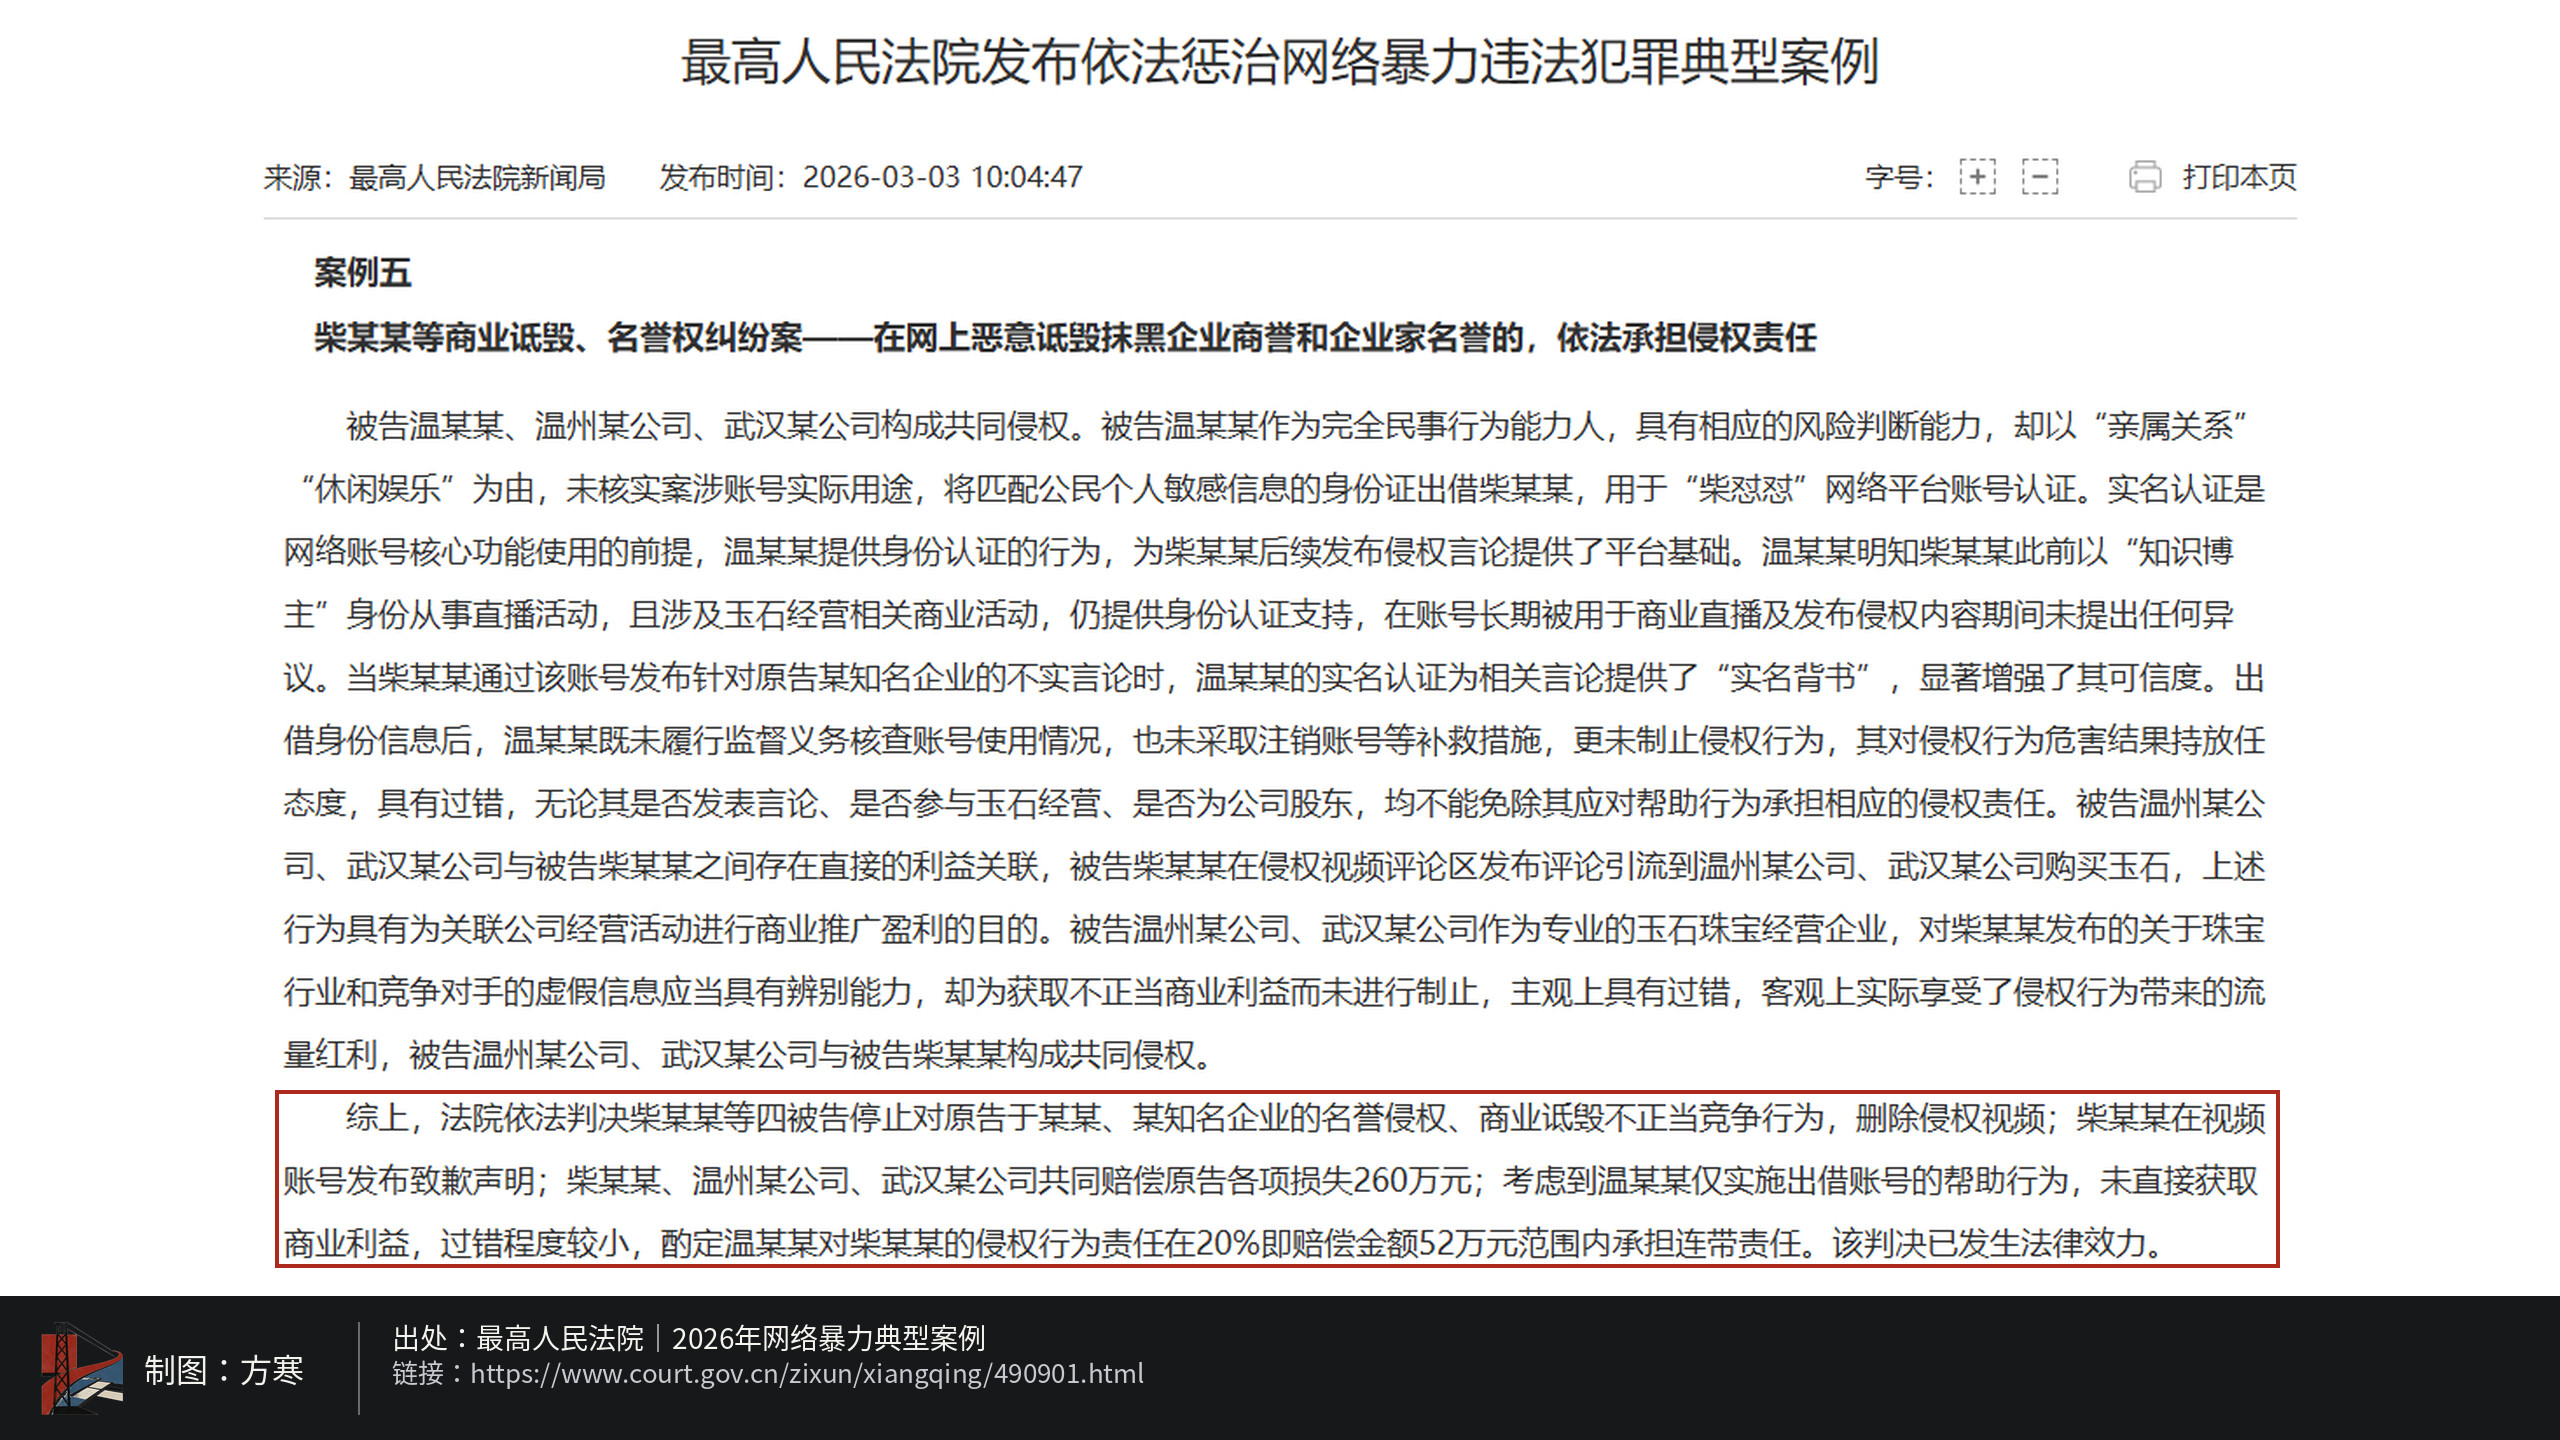 最高人民法院发布依法惩治网络暴力违法犯罪典型案例
来源：最高人民法院新闻局 发布时间：2026-03-03 10:04:47 字号： + − 打印本页
案例五
柴某某等商业诋毁、名誉权纠纷案——在网上恶意诋毁抹黑企业商誉和企业家名誉的，依法承担侵权责任
被告温某某、温州某公司、武汉某公司构成共同侵权。被告温某某作为完全民事行为能力人，具有相应的风险判断能力，却以“亲属关系”
“休闲娱乐”为由，未核实案涉账号实际用途，将匹配公民个人敏感信息的身份证出借柴某某，用于“柴怼怼”网络平台账号认证。实名认证是
网络账号核心功能使用的前提，温某某提供身份认证的行为，为柴某某后续发布侵权言论提供了平台基础。温某某明知柴某某此前以“知识博
主”身份从事直播活动，且涉及玉石经营相关商业活动，仍提供身份认证支持，在账号长期被用于商业直播及发布侵权内容期间未提出任何异
议。当柴某某通过该账号发布针对原告某知名企业的不实言论时，温某某的实名认证为相关言论提供了“实名背书”，显著增强了其可信度。出
借身份信息后，温某某既未履行监督义务核查账号使用情况，也未采取注销账号等补救措施，更未制止侵权行为，其对侵权行为危害结果持放任
态度，具有过错，无论其是否发表言论、是否参与玉石经营、是否为公司股东，均不能免除其应对帮助行为承担相应的侵权责任。被告温州某公
司、武汉某公司与被告柴某某之间存在直接的利益关联，被告柴某某在侵权视频评论区发布评论引流到温州某公司、武汉某公司购买玉石，上述
行为具有为关联公司经营活动进行商业推广盈利的目的。被告温州某公司、武汉某公司作为专业的玉石珠宝经营企业，对柴某某发布的关于珠宝
行业和竞争对手的虚假信息应当具有辨别能力，却为获取不正当商业利益而未进行制止，主观上具有过错，客观上实际享受了侵权行为带来的流
量红利，被告温州某公司、武汉某公司与被告柴某某构成共同侵权。
综上，法院依法判决柴某某等四被告停止对原告于某某、某知名企业的名誉侵权、商业诋毁不正当竞争行为，删除侵权视频；柴某某在视频
账号发布致歉声明；柴某某、温州某公司、武汉某公司共同赔偿原告各项损失260万元；考虑到温某某仅实施出借账号的帮助行为，未直接获取
商业利益，过错程度较小，酌定温某某对柴某某的侵权行为责任在20%即赔偿金额52万元范围内承担连带责任。该判决已发生法律效力。
制图：方寒
出处：最高人民法院｜2026年网络暴力典型案例
链接：https://www.court.gov.cn/zixun/xiangqing/490901.html